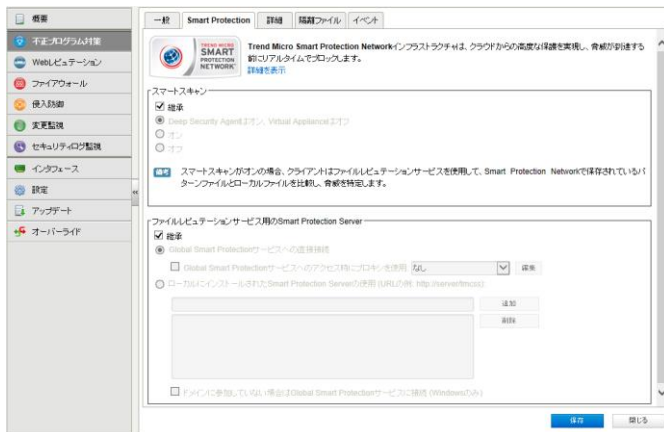 概要
不正プログラム対策
Webレピュテーション
ファイアウォール
侵入防御
変更監視
セキュリティログ監視
インタフェース
設定
アップデート
オーバーライド
一般
Smart Protection
詳細
隔離ファイル
イベント
TREND MICRO
SMART
PROTECTION
NETWORK
Trend Micro Smart Protection Networkインフラストラクチャは、クラウドからの高度な保護を実現し、脅威が到達する
前にリアルタイムでブロックします。
詳細を表示
スマートスキャン
継承
Deep Security Agentはオン、Virtual Applianceはオフ
オン
オフ
備考
スマートスキャンがオンの場合、クライアントはファイルレピュテーションサービスを使用して、Smart Protection Networkで保存されているパ
ターンファイルとローカルファイルを比較し、脅威を特定します。
ファイルレピュテーションサービス用のSmart Protection Server
継承
Global Smart Protectionサービスへの直接接続
Global Smart Protectionサービスへのアクセス時にプロキシを使用
なし
編集
ローカルにインストールされたSmart Protection Serverの使用 (URLの例: http://server/tmcss):
追加
削除
ドメインに参加していない場合はGlobal Smart Protectionサービスに接続 (Windowsのみ)
保存
閉じる